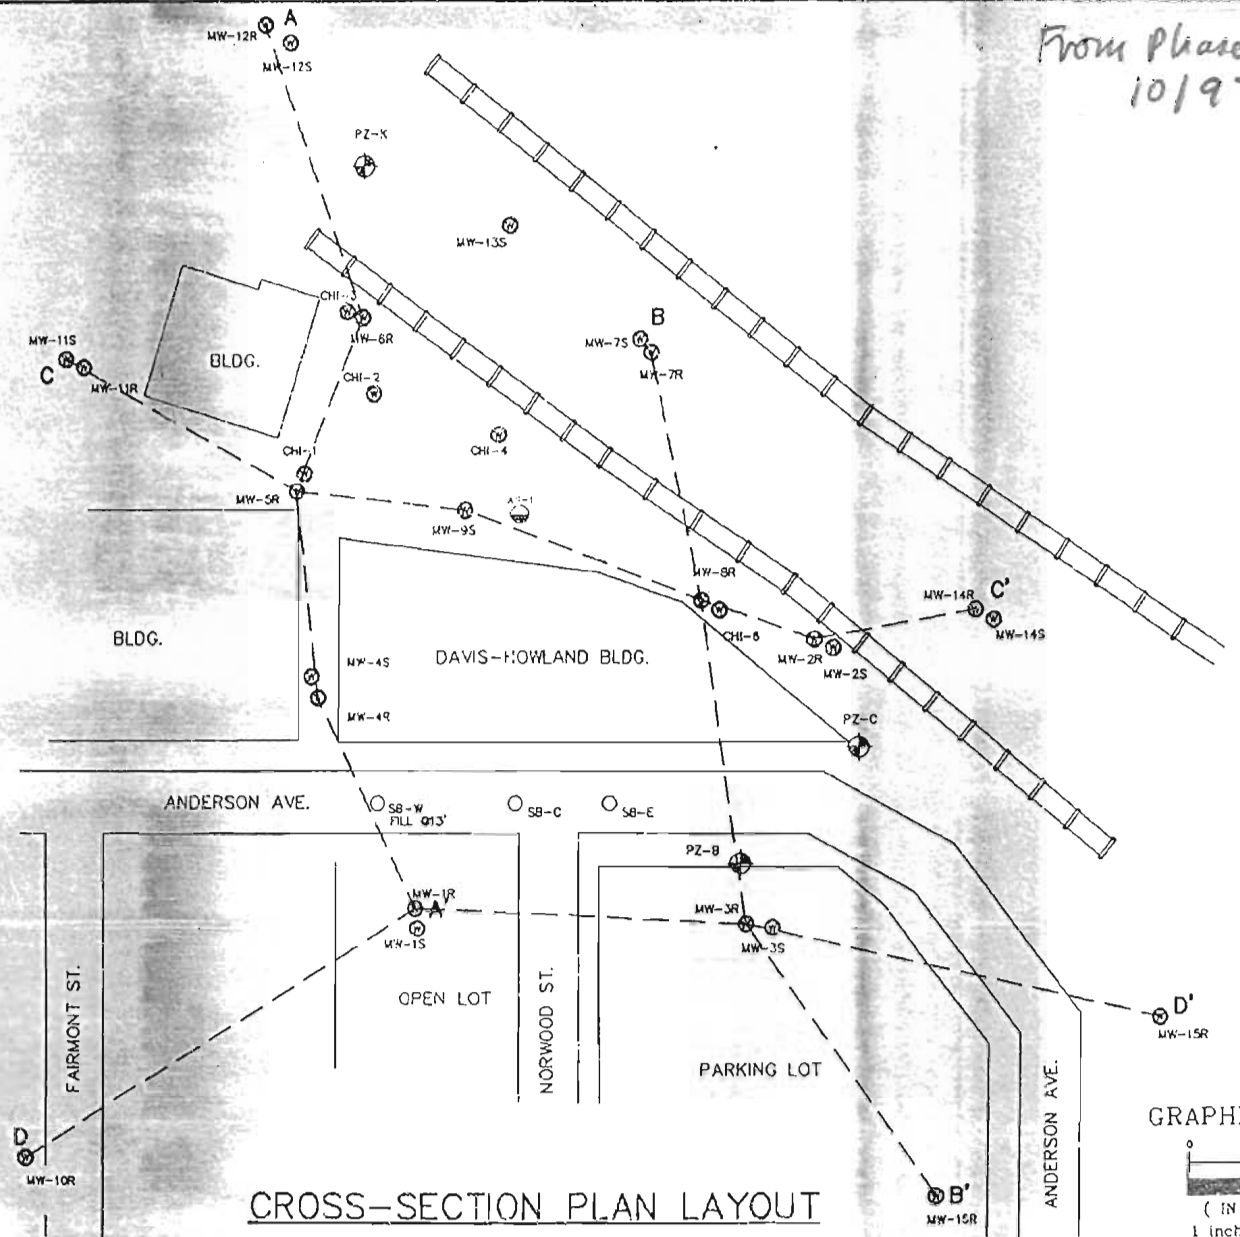 MW-12R
A
MW-12S
From Phase
PZ-K
MW-13S
CHI-3
MW-6R
B
MW-7S
MW-7R
MW-11S
C
MW-11R
BLDG.
CHI-2
CHI-4
CHI-1
MW-5R
MW-9S
MW-8R
CHI-6
MW-14R
C'
MW-14S
MW-2R
MW-2S
BLDG.
DAVIS-HOWLAND BLDG.
MW-4S
MW-4R
PZ-C
ANDERSON AVE.
SB-W
FILL @13'
SB-C
SB-E
PZ-B
MW-1R
A'
MW-1S
MW-3R
MW-3S
OPEN LOT
FAIRMONT ST.
NORWOOD ST.
D'
MW-15R
PARKING LOT
ANDERSON AVE.
D
MW-10R
B'
MW-15R
CROSS-SECTION PLAN LAYOUT
GRAPHI
0
( IN
1 inch